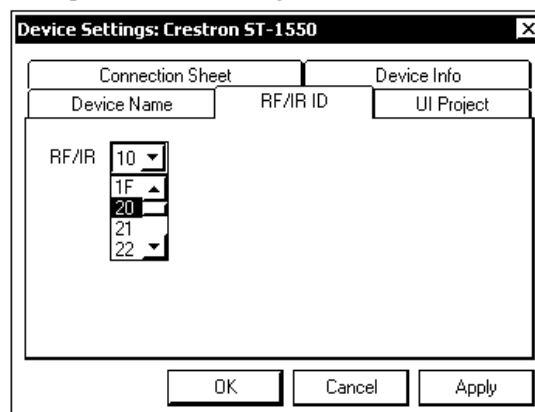 Device Settings: Crestron ST-1550
Connection Sheet Device Info
Device Name RF/IR ID UI Project
RF/IR 10
1F
20
21
22
OK Cancel Apply